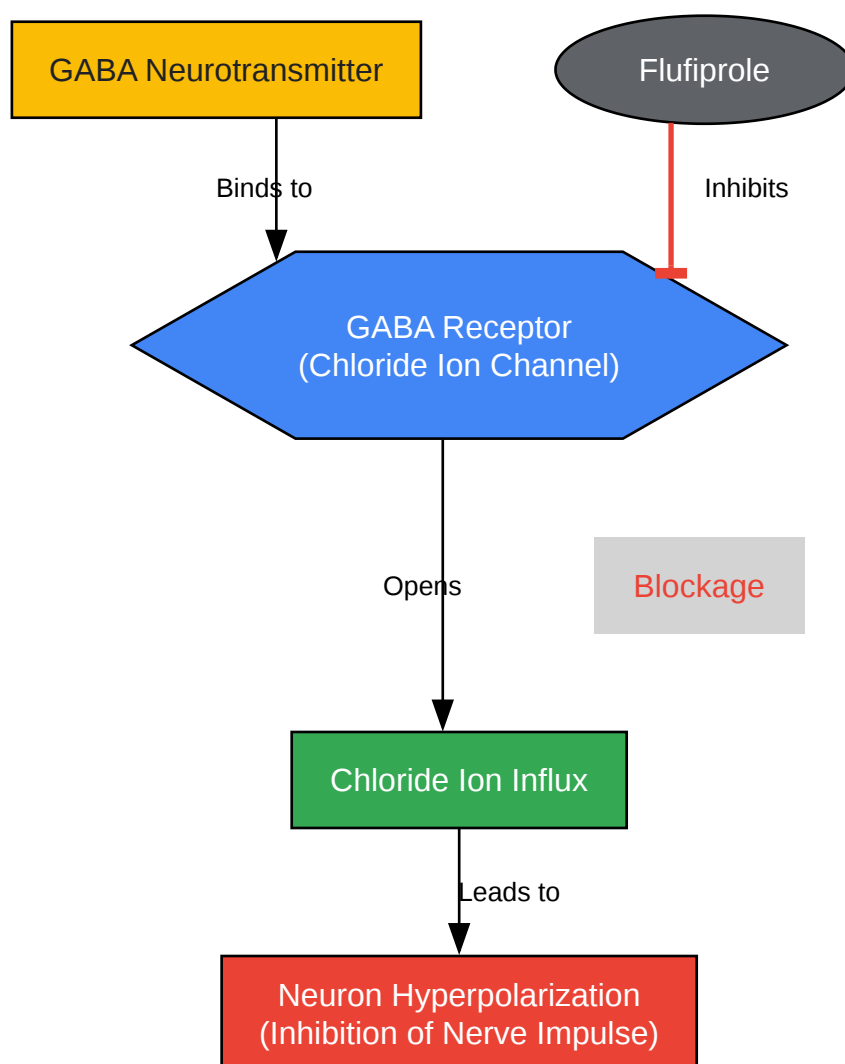 GABA Neurotransmitter
Flufiprole
Binds to
Inhibits
GABA Receptor
(Chloride Ion Channel)
Opens
Blockage
Chloride Ion Influx
Leads to
Neuron Hyperpolarization
(Inhibition of Nerve Impulse)